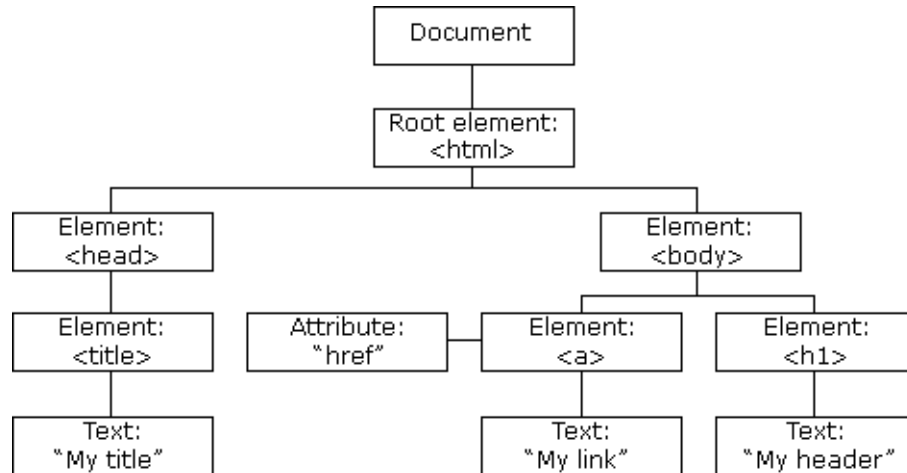 Document
Root element:
<html>
Element:
<head>
Element:
<body>
Element:
<title>
Attribute:
“href”
Element:
<a>
Element:
<h1>
Text:
“My title”
Text:
“My link”
Text:
“My header”